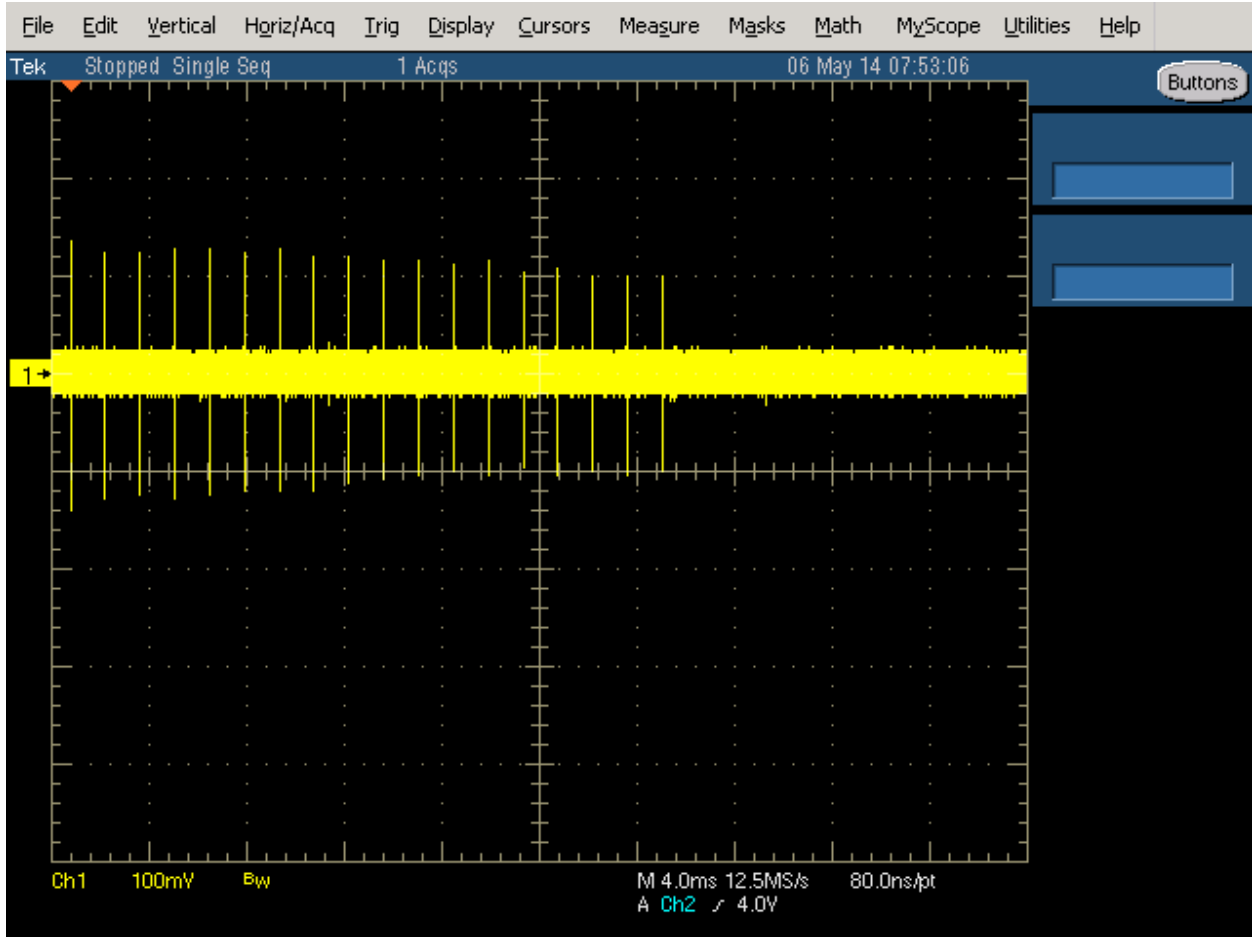 File Edit Vertical Horiz/Acq Trig Display Cursors Measure Masks Math MyScope Utilities Help
Tek Stopped Single Seq 1 Acqs 06 May 14 07:53:06 Buttons
1
Ch1 100mV BW M 4.0ms 12.5MS/s 80.0ns/pt
A Ch2 4.0V